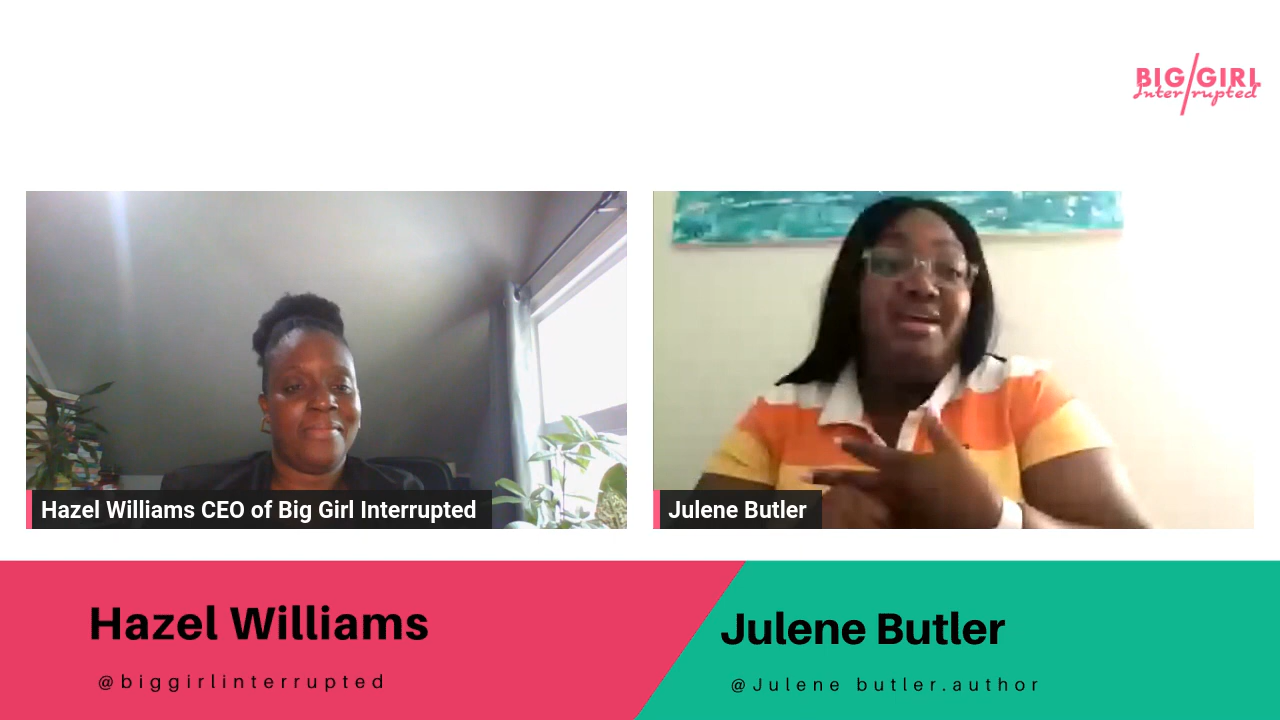 BIG/GIRL
Interrupted
Hazel Williams CEO of Big Girl Interrupted
Julene Butler
Hazel Williams
@biggirlinterrupted
Julene Butler
@Julene butler.author